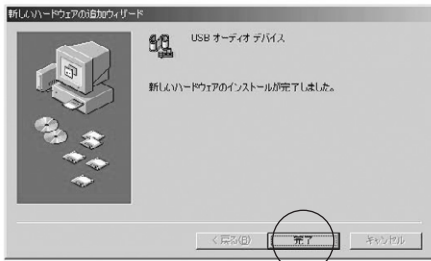 新しいハードウェアの追加ウィザード
USB オーディオ デバイス
新しいハードウェアのインストールが完了しました。
< 戻る(B)
完了
キャンセル